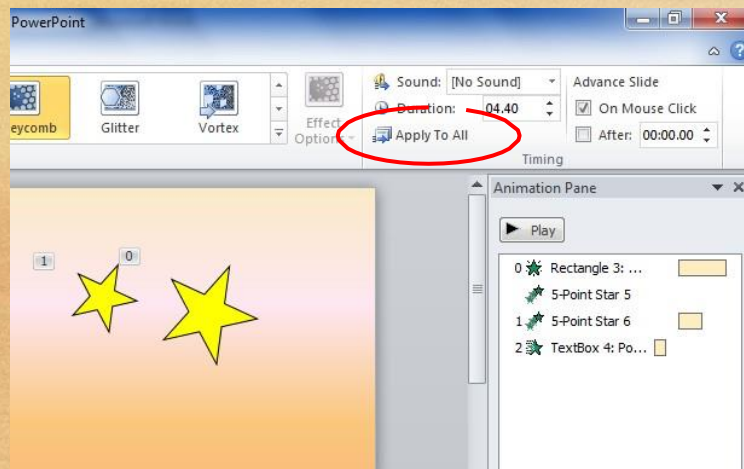 PowerPoint
Sound: [No Sound]
Advance Slide
Duration: 04.40
On Mouse Click
eycomb
Glitter
Vortex
Effect
Options
Apply To All
After: 00:00.00
Timing
Animation Pane
Play
1
0
0 Rectangle 3: ...
5-Point Star 5
1 5-Point Star 6
2 TextBox 4: Po...